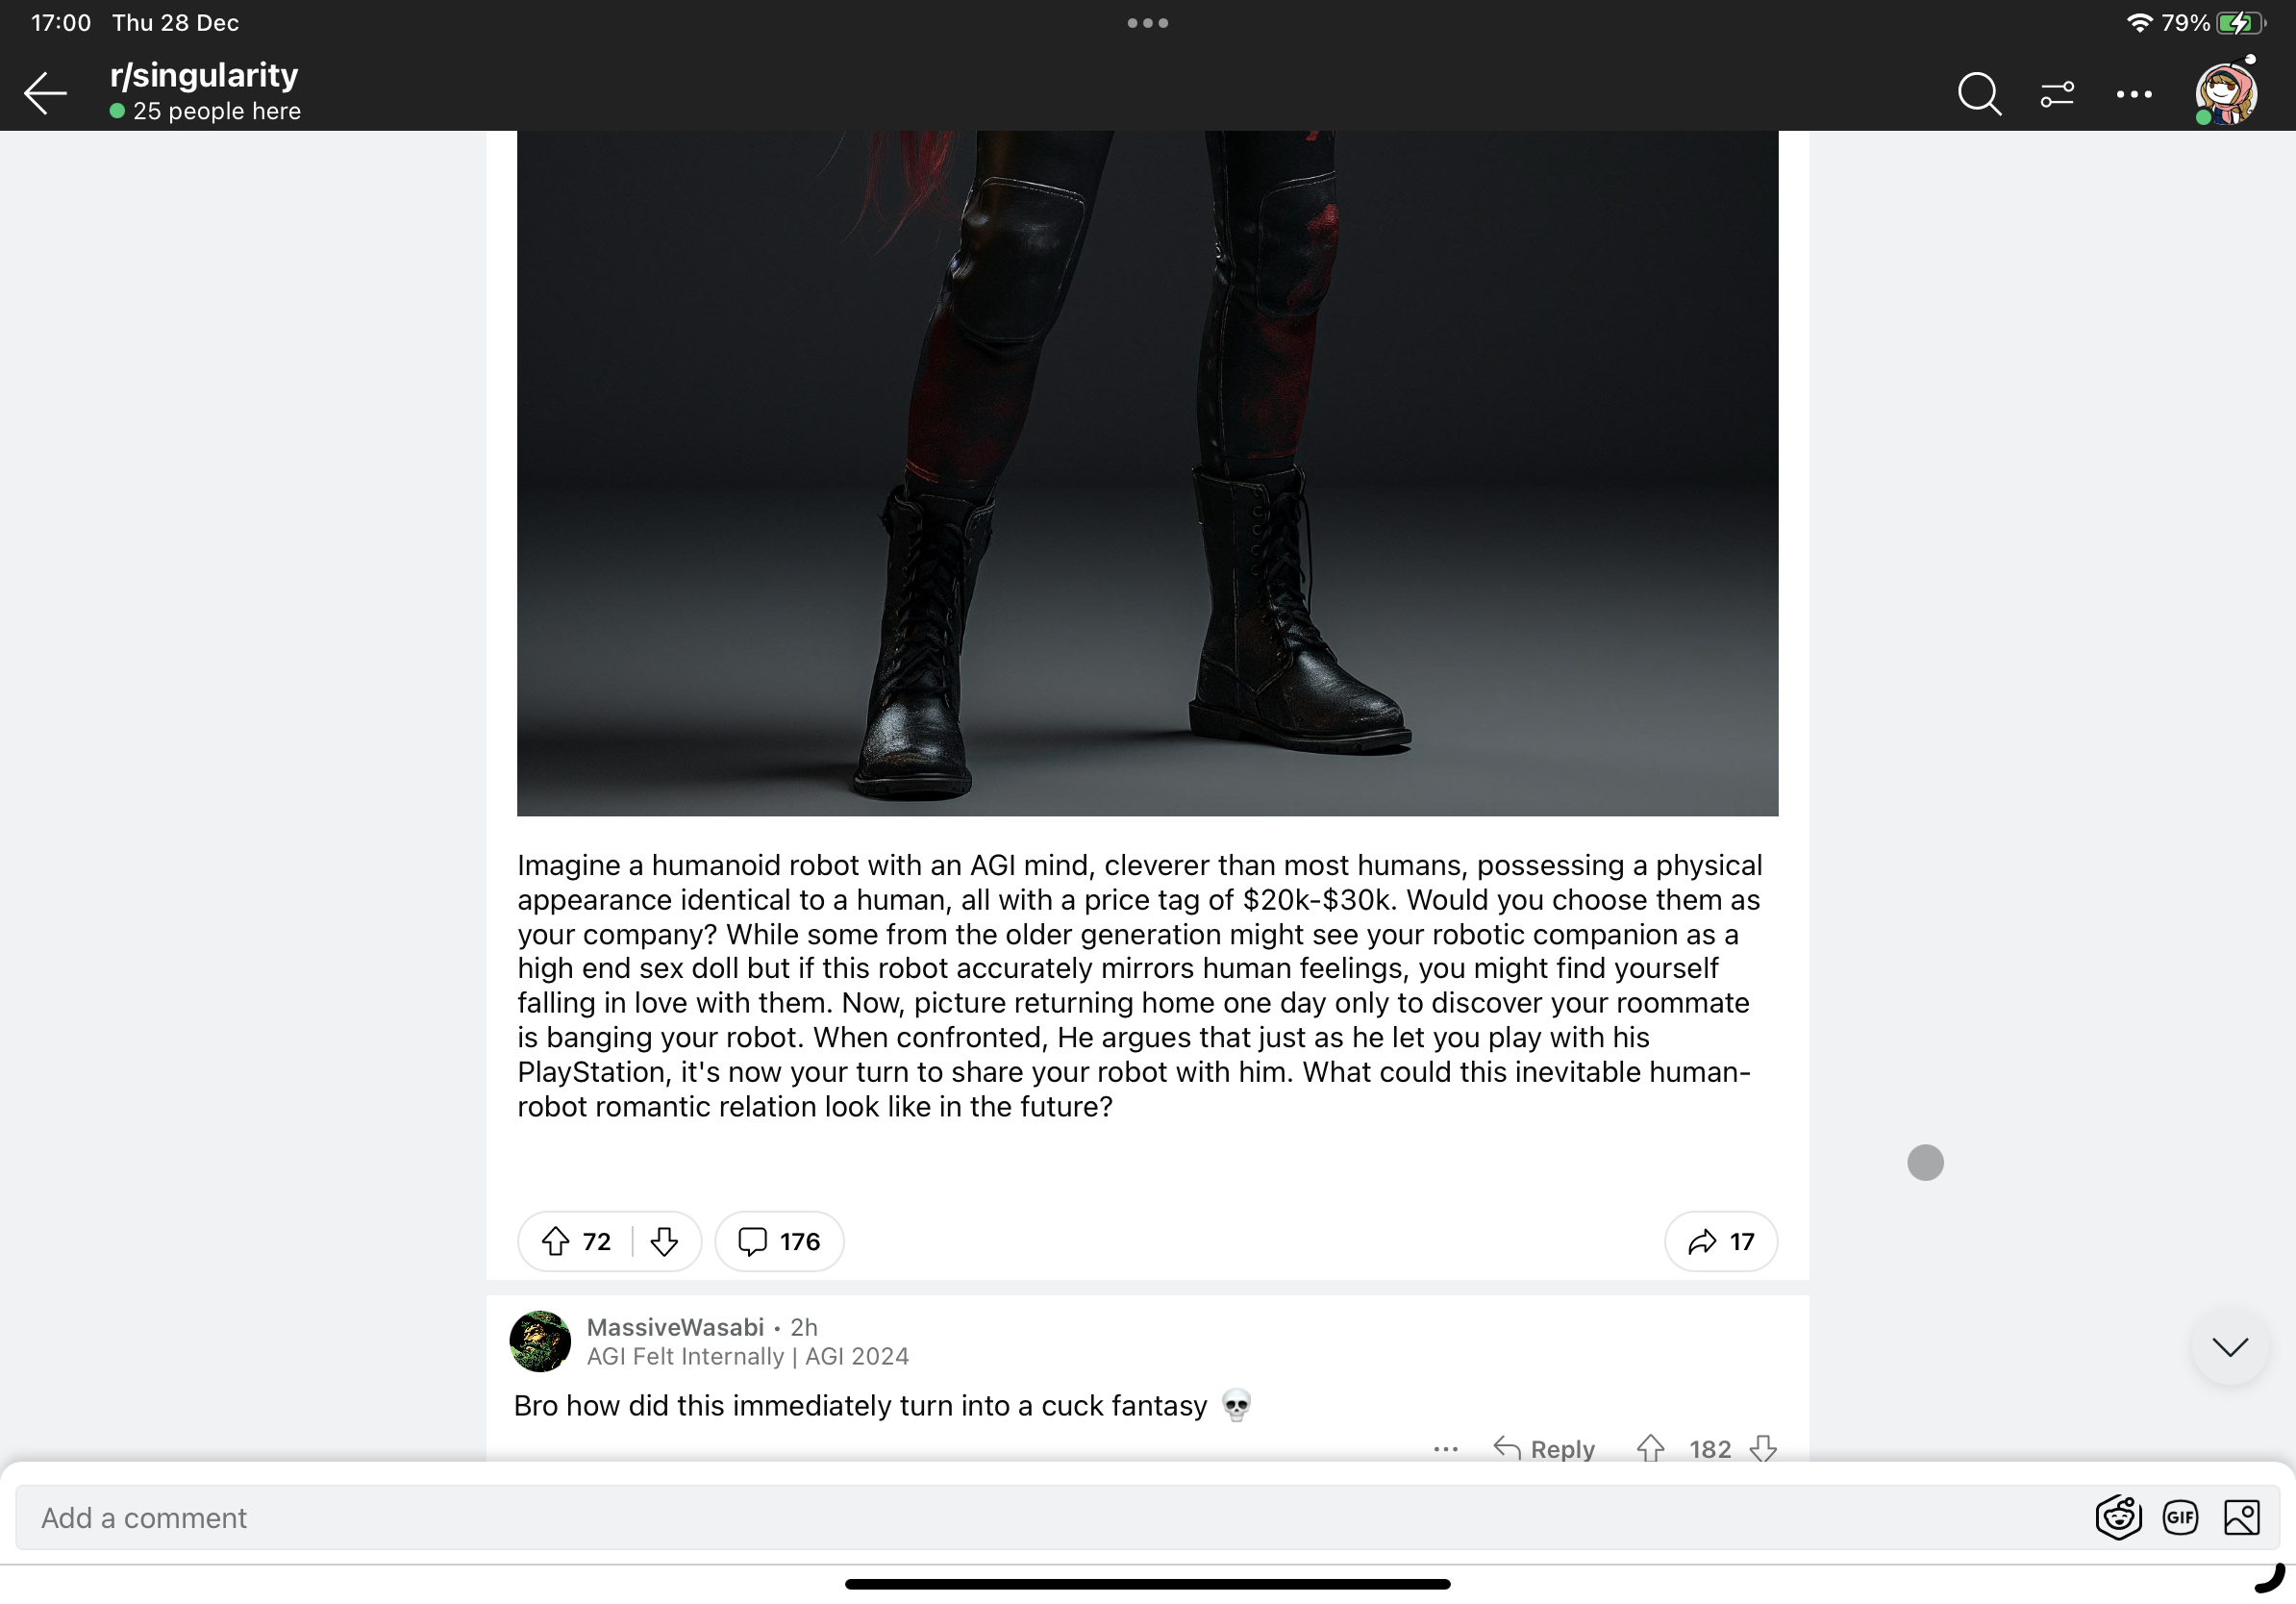 17:00 Thu 28 Dec
79%
r/singularity
25 people here
Imagine a humanoid robot with an AGI mind, cleverer than most humans, possessing a physical
appearance identical to a human, all with a price tag of $20k-$30k. Would you choose them as
your company? While some from the older generation might see your robotic companion as a
high end sex doll but if this robot accurately mirrors human feelings, you might find yourself
falling in love with them. Now, picture returning home one day only to discover your roommate
is banging your robot. When confronted, He argues that just as he let you play with his
PlayStation, it's now your turn to share your robot with him. What could this inevitable human-
robot romantic relation look like in the future?
72 176 17
MassiveWasabi • 2h
AGI Felt Internally | AGI 2024
Bro how did this immediately turn into a cuck fantasy 💀
Reply 182
Add a comment
GIF